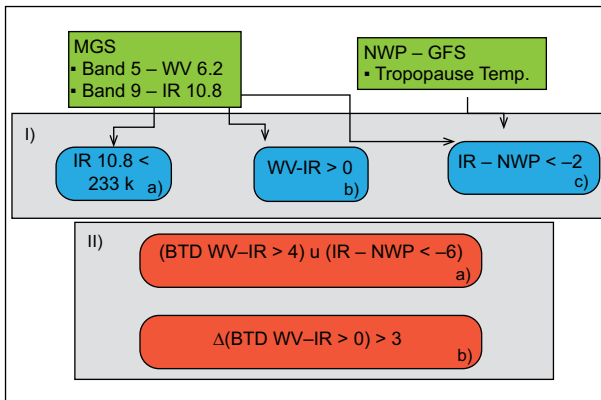 MGS
▪ Band 5 – WV 6.2
▪ Band 9 – IR 10.8
NWP – GFS
▪ Tropopause Temp.
I)
IR 10.8 <
233 k
a)
WV-IR > 0
b)
IR – NWP < –2
c)
II)
(BTD WV–IR > 4) u (IR – NWP < –6)
a)
Δ(BTD WV–IR > 0) > 3
b)